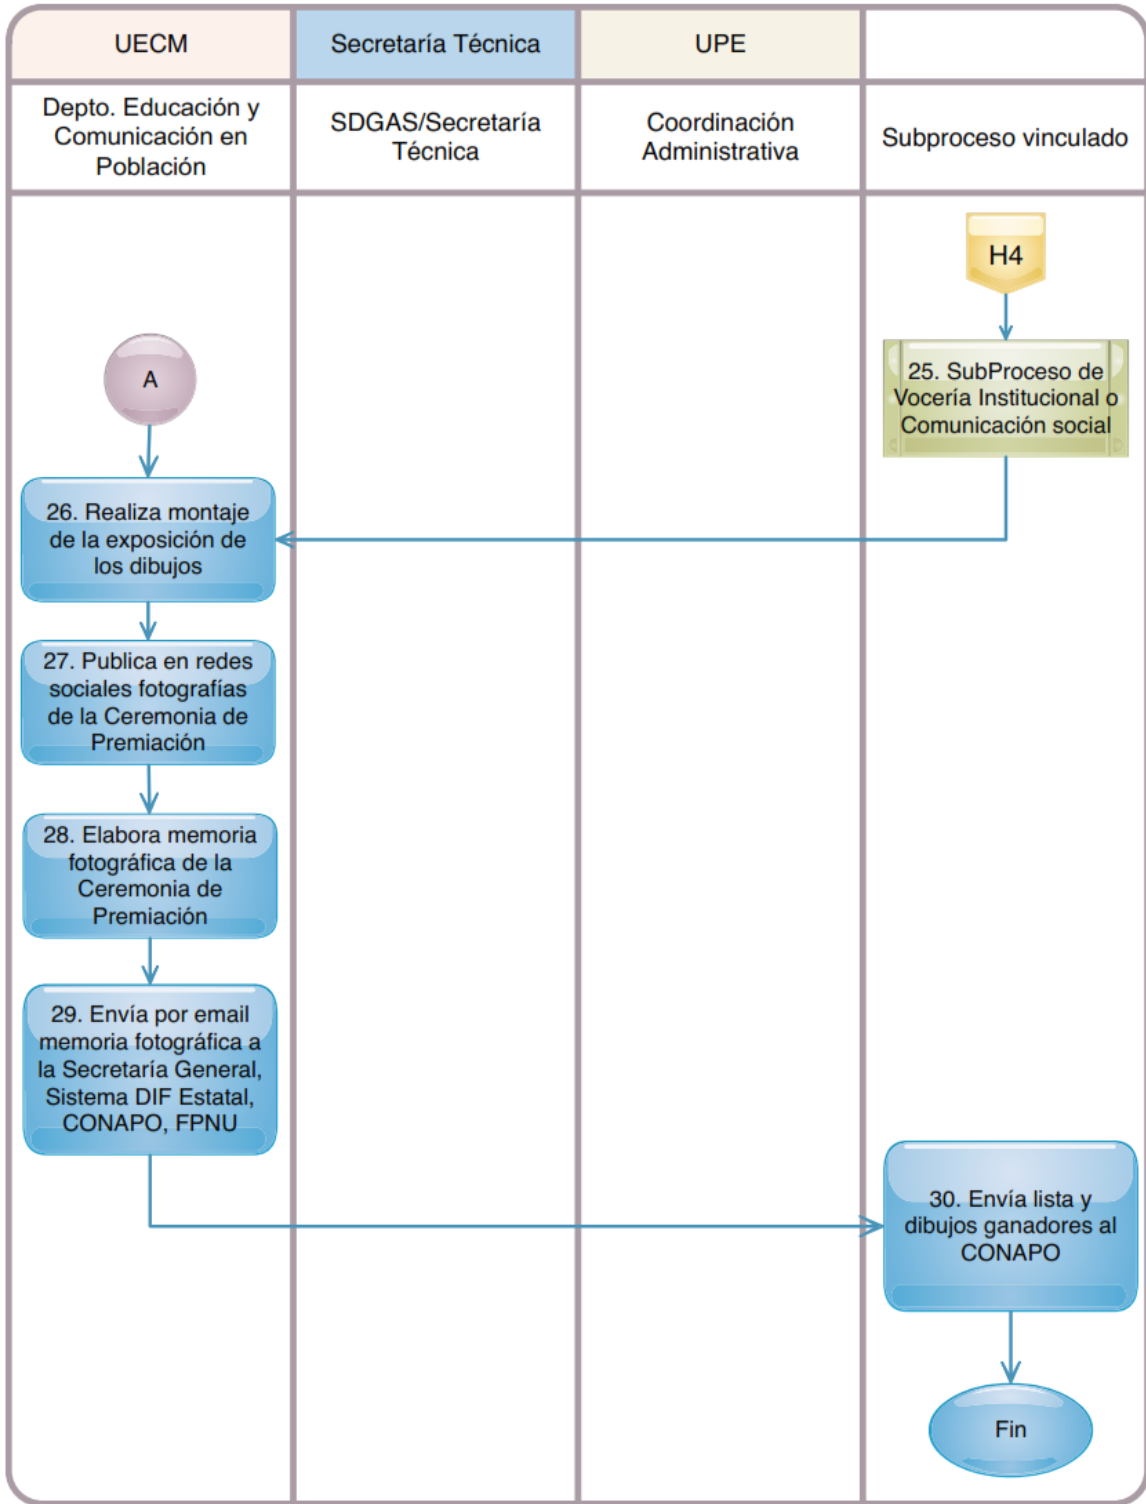 UECM
Secretaría Técnica
UPE
Depto. Educación y
Comunicación en
Población
SDGAS/Secretaría
Técnica
Coordinación
Administrativa
Subproceso vinculado
H4
25. SubProceso de
Vocería Institucional o
Comunicación social
A
26. Realiza montaje
de la exposición de
los dibujos
27. Publica en redes
sociales fotografías
de la Ceremonia de
Premiación
28. Elabora memoria
fotográfica de la
Ceremonia de
Premiación
29. Envía por email
memoria fotográfica a
la Secretaría General,
Sistema DIF Estatal,
CONAPO, FPNU
30. Envía lista y
dibujos ganadores al
CONAPO
Fin